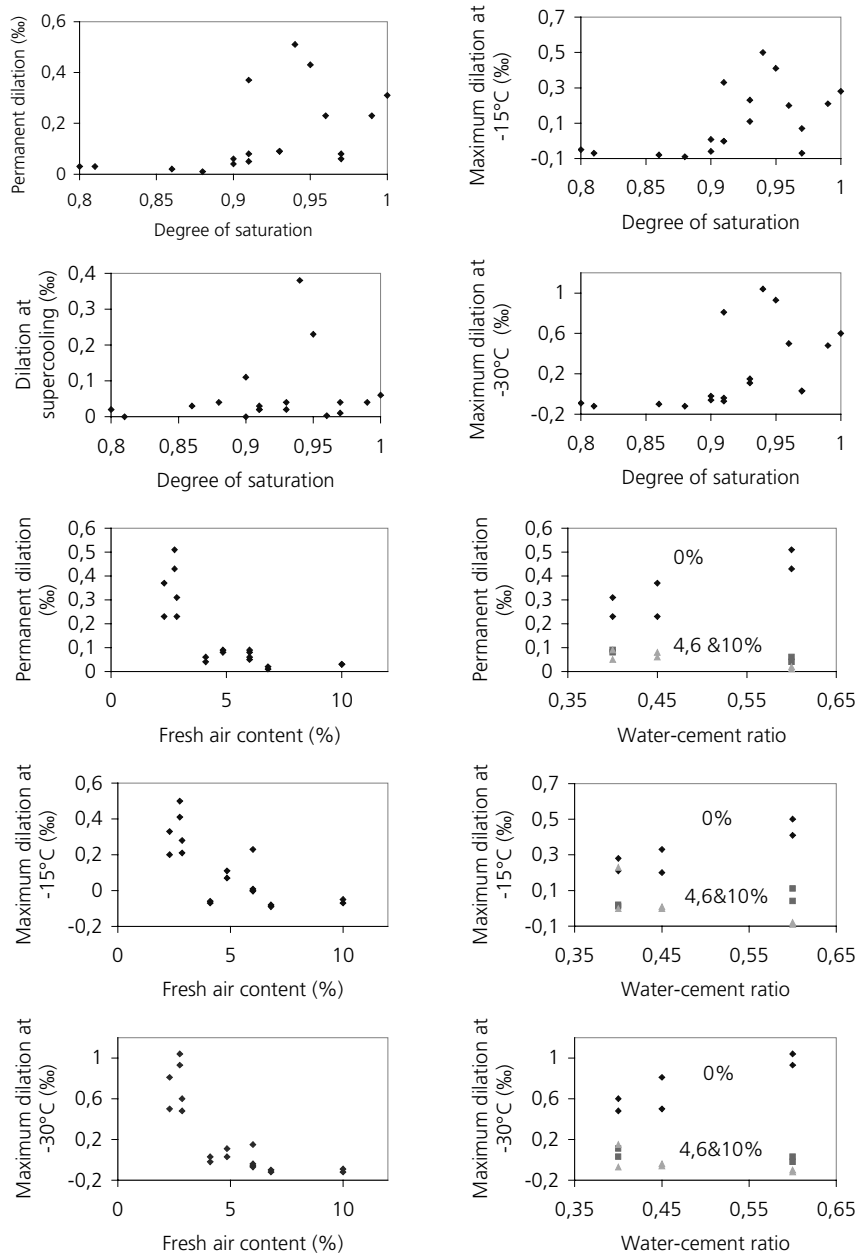 Permanent dilation (‰)
0,6
0,4
0,2
0
0,8 0,85 0,9 0,95 1
Degree of saturation
Maximum dilation at
-15°C (‰)
0,7
0,5
0,3
0,1
-0,1
0,8 0,85 0,9 0,95 1
Degree of saturation
Dilation at
supercooling (‰)
0,4
0,3
0,2
0,1
0
0,8 0,85 0,9 0,95 1
Degree of saturation
Maximum dilation at
-30°C (‰)
1
0,6
0,2
-0,2
0,8 0,85 0,9 0,95 1
Degree of saturation
Permanent dilation
(‰)
0,6
0,5
0,4
0,3
0,2
0,1
0
0 5 10
Fresh air content (%)
Permanent dilation
(‰)
0,6
0,5
0,4
0,3
0,2
0,1
0
0%
4,6 &10%
0,35 0,45 0,55 0,65
Water-cement ratio
Maximum dilation at
-15°C (‰)
0,6
0,4
0,2
0
-0,2
0 5 10
Fresh air content (%)
Maximum dilation at
-15°C (‰)
0,7
0,5
0,3
0,1
-0,1
0%
4,6&10%
0,35 0,45 0,55 0,65
Water-cement ratio
Maximum dilation at
-30°C (‰)
1
0,6
0,2
-0,2
0 5 10
Fresh air content (%)
Maximum dilation at
-30°C (‰)
1
0,6
0,2
-0,2
0%
4,6&10%
0,35 0,45 0,55 0,65
Water-cement ratio